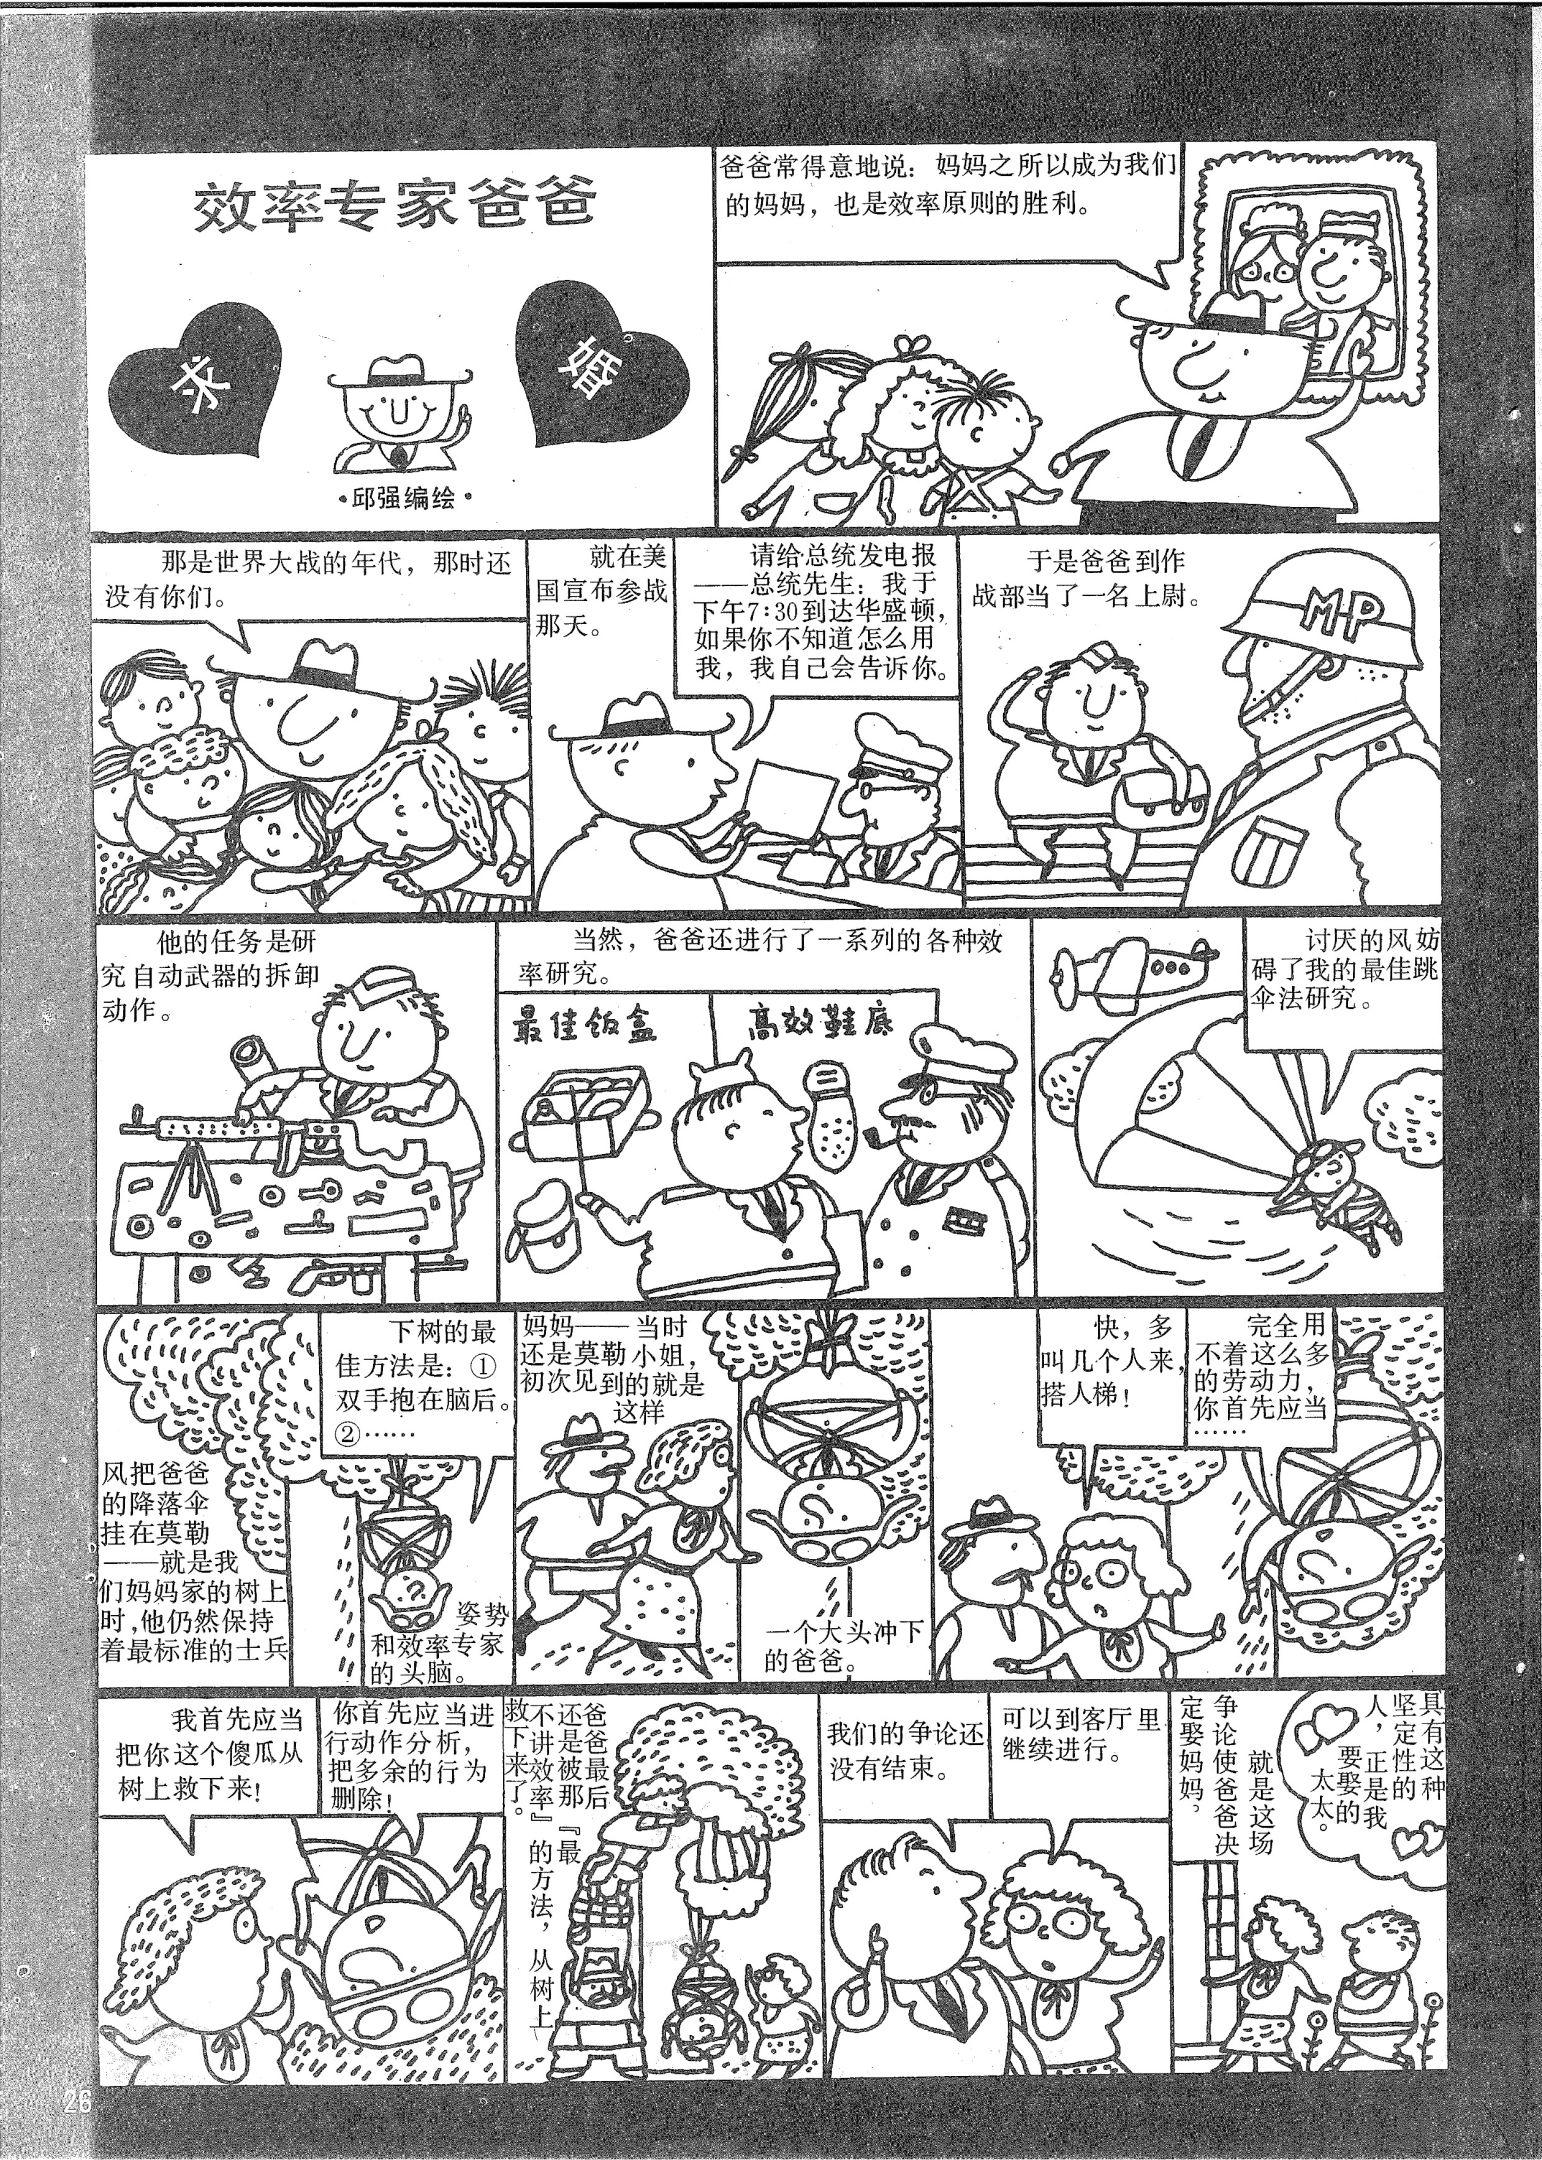 效率专家爸爸
求
婚
·邱强编绘·
爸爸常得意地说：妈妈之所以成为我们
的妈妈，也是效率原则的胜利。
那是世界大战的年代，那时还
没有你们。
就在美
国宣布参战
那天。
请给总统发电报
——总统先生：我于
下午7:30到达华盛顿，
如果你不知道怎么用
我，我自己会告诉你。
于是爸爸到作
战部当了一名上尉。
MP
他的任务是研
究自动武器的拆卸
动作。
当然，爸爸还进行了一系列的各种效
率研究。
最佳饭盒
高效鞋底
讨厌的风妨
碍了我的最佳跳
伞法研究。
风把爸爸
的降落伞
挂在莫勒
——就是我
们妈妈家的树上
时，他仍然保持
着最标准的士兵
下树的最
佳方法是：①
双手抱在脑后。
②……
姿势
和效率专家
的头脑。
妈妈——当时
还是莫勒小姐，
初次见到的就是
这样
一个大头冲下
的爸爸。
快，多
叫几个人来，
搭人梯！
完全用
不着这么多
的劳动力，
你首先应当
……
我首先应当
把你这个傻瓜从
树上救下来！
你首先应当进
行动作分析，
把多余的行为
删除！
爸爸最后
还是被那『最
不讲效率』的方法，从树上
救下来了。
我们的争论还
没有结束。
可以到客厅里
继续进行。
就是这场
争论使爸爸决
定娶妈妈，
具有这种
坚定性的
人，正是我
要娶的
太太。
26